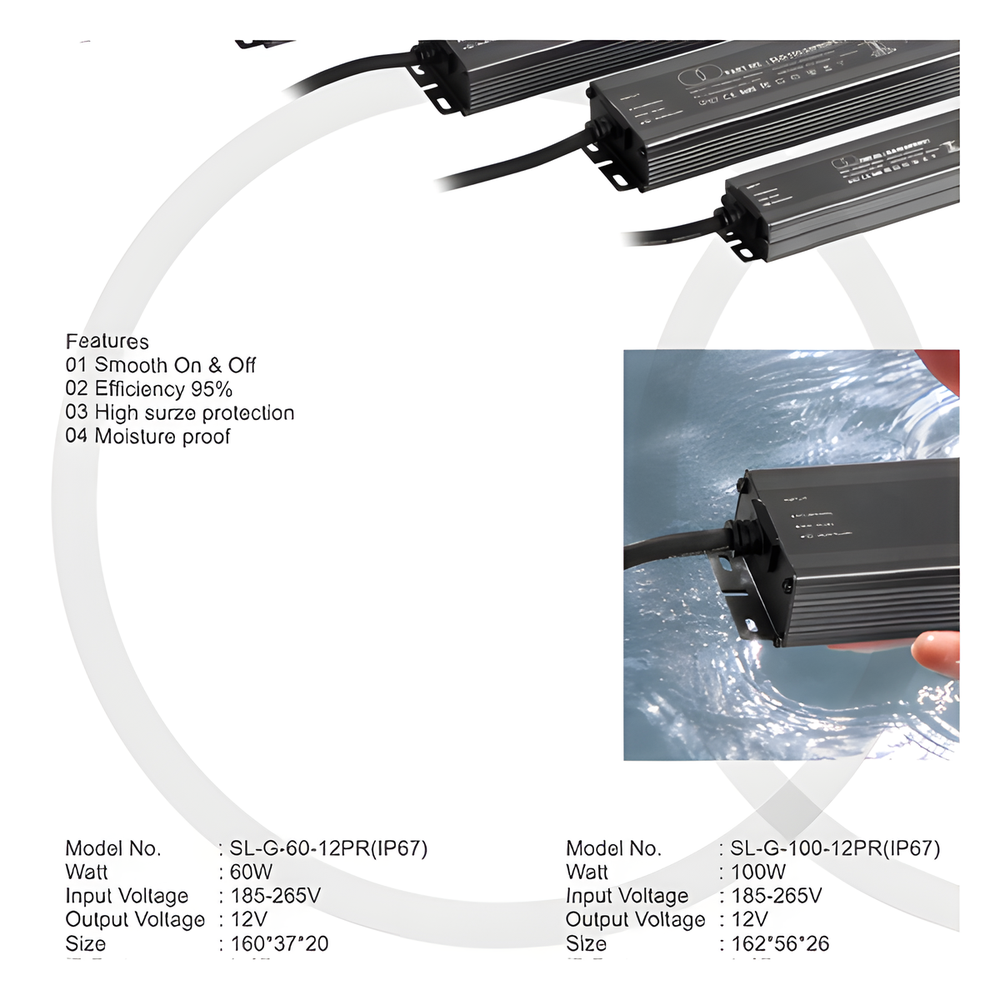 Features
01 Smooth On & Off
02 Efficiency 95%
03 High surze protection
04 Moisture proof
Model No. : SL-G-60-12PR(IP67)
Watt : 60W
Input Voltage : 185-265V
Output Voltage : 12V
Size : 160*37*20
Model No. : SL-G-100-12PR(IP67)
Watt : 100W
Input Voltage : 185-265V
Output Voltage : 12V
Size : 162*56*26